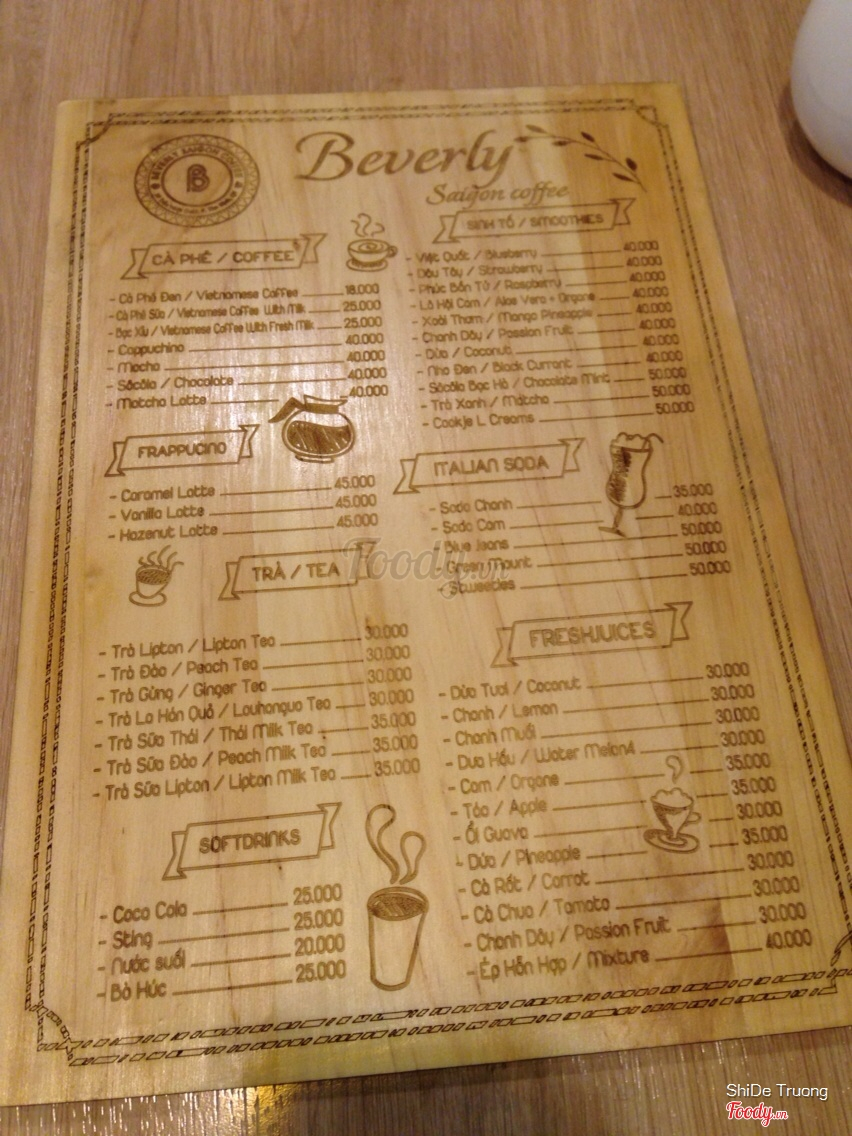 Beverly
Saigon coffee
CÀ PHÊ / COFFEE
- Cà Phê Đen / Vietnamese Coffee 18.000
- Cà Phê Sữa / Vietnamese Coffee With Milk 25.000
- Bạc Xỉu / Vietnamese Coffee With Fresh Milk 25.000
- Cappuchino 40.000
- Mocha 40.000
- Sôcôla / Chocolate 40.000
- Matcha Latte 40.000
FRAPPUCINO
- Caramel Latte 45.000
- Vanilla Latte 45.000
- Hazenut Latte 45.000
TRÀ / TEA
- Trà Lipton / Lipton Tea 30.000
- Trà Đào / Peach Tea 30.000
- Trà Gừng / Ginger Tea 30.000
- Trà La Hán Quả / Louhanguo Tea 30.000
- Trà Sữa Thái / Thái Milk Tea 35.000
- Trà Sữa Đào / Peach Milk Tea 35.000
- Trà Sữa Lipton / Lipton Milk Tea 35.000
SOFTDRINKS
- Coca Cola 25.000
- Sting 25.000
- Nước suối 20.000
- Bò Húc 25.000
SINH TỐ / SMOOTHIES
- Việt Quất / Blueberry 40.000
- Dâu Tây / Strawberry 40.000
- Phúc Bồn Tử / Raspberry 40.000
- Lô Hội Cam / Aloe Vera + Organe 40.000
- Xoài Thơm / Mango Pineapple 40.000
- Chanh Dây / Passion Fruit 40.000
- Dừa / Coconut 40.000
- Nho Đen / Black Currant 40.000
- Sôcôla Bạc Hà / Chocolate Mint 50.000
- Trà Xanh / Matcha 50.000
- Cookie L Creams 50.000
ITALIAN SODA
- Soda Chanh 35.000
- Soda Cam 40.000
- Blue Jeans 50.000
- Green Mount 50.000
- Stweeties 50.000
FRESHJUICES
- Dừa Tươi / Coconut 30.000
- Chanh / Lemon 30.000
- Chanh Muối 30.000
- Dưa Hấu / Water Melon 30.000
- Cam / Organe 35.000
- Táo / Apple 35.000
- Ổi Guava 30.000
- Dứa / Pineapple 35.000
- Cà Rốt / Carrot 30.000
- Cà Chua / Tomato 30.000
- Chanh Dây / Passion Fruit 30.000
- Ép Hỗn Hợp / Mixture 40.000
Foody.vn
ShiDe Truong
Foody.vn